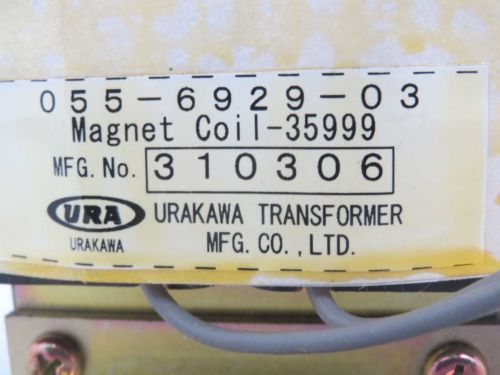 055-6929-03
Magnet Coil-35999
MFG. No. 310306
URA URAKAWA TRANSFORMER
URAKAWA MFG. CO., LTD.